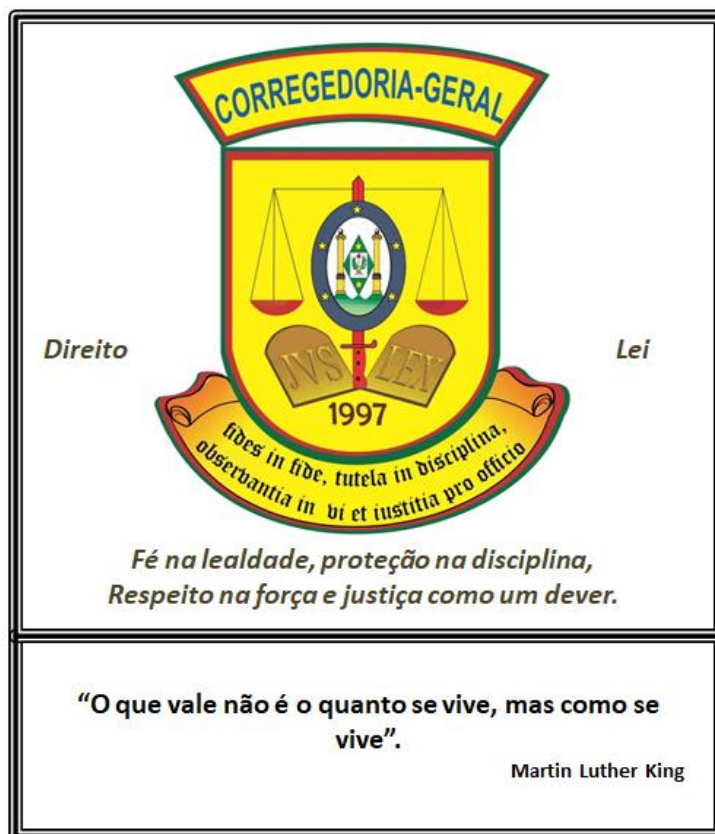 CORREGEDORIA-GERAL
Direito
Lei
JVS LEX
1997
fides in fide, tutela in disciplina,
observantia in vi et iustitia pro officio
Fé na lealdade, proteção na disciplina,
Respeito na força e justiça como um dever.
“O que vale não é o quanto se vive, mas como se
vive”.
Martin Luther King